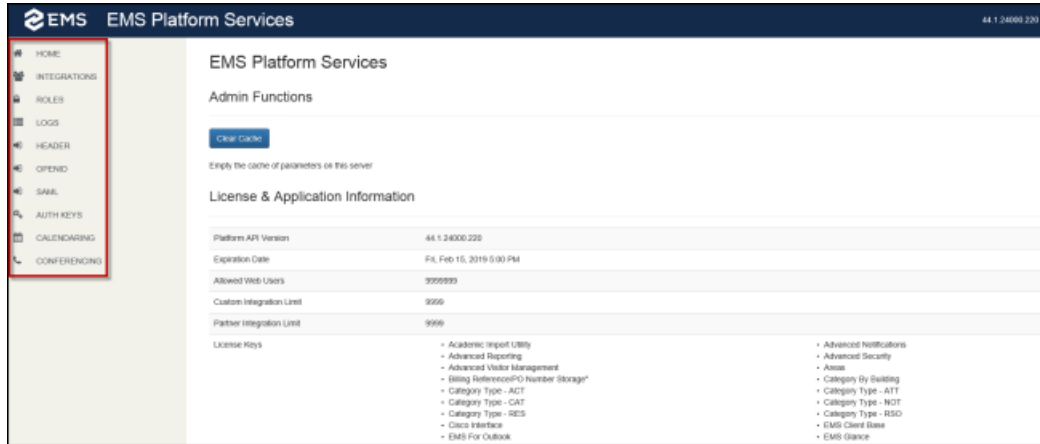 EMS EMS Platform Services 44.1.24000.220
HOME
INTEGRATIONS
ROLES
LOGS
HEADER
OPENID
SAML
AUTH KEYS
CALENDARING
CONFERENCING
EMS Platform Services
Admin Functions
Clear Cache
Empty the cache of parameters on this server
License & Application Information
Platform API Version 44.1.24000.220
Expiration Date Fri, Feb 15, 2019 5:00 PM
Allowed Web Users 9999999
Custom Integration Limit 9999
Partner Integration Limit 9999
License Keys
• Academic Import Utility
• Advanced Reporting
• Advanced Visitor Management
• Billing Reference/PO Number Storage*
• Category Type - ACT
• Category Type - CAT
• Category Type - RES
• Cisco Interface
• EMS For Outlook
• Advanced Notifications
• Advanced Security
• Areas
• Category By Building
• Category Type - ATT
• Category Type - NOT
• Category Type - RSO
• EMS Client Base
• EMS Glance